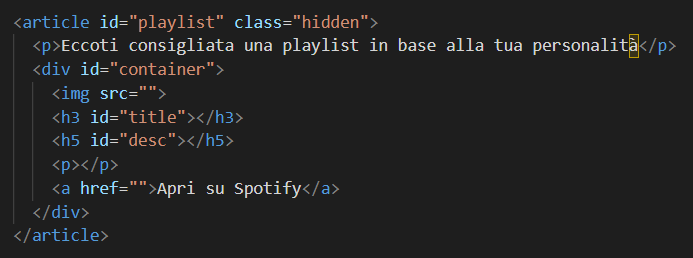 <article id="playlist" class="hidden">
<p>Eccoti consigliata una playlist in base alla tua personalità</p>
<div id="container">
<img src="">
<h3 id="title"></h3>
<h5 id="desc"></h5>
<p></p>
<a href="">Apri su Spotify</a>
</div>
</article>